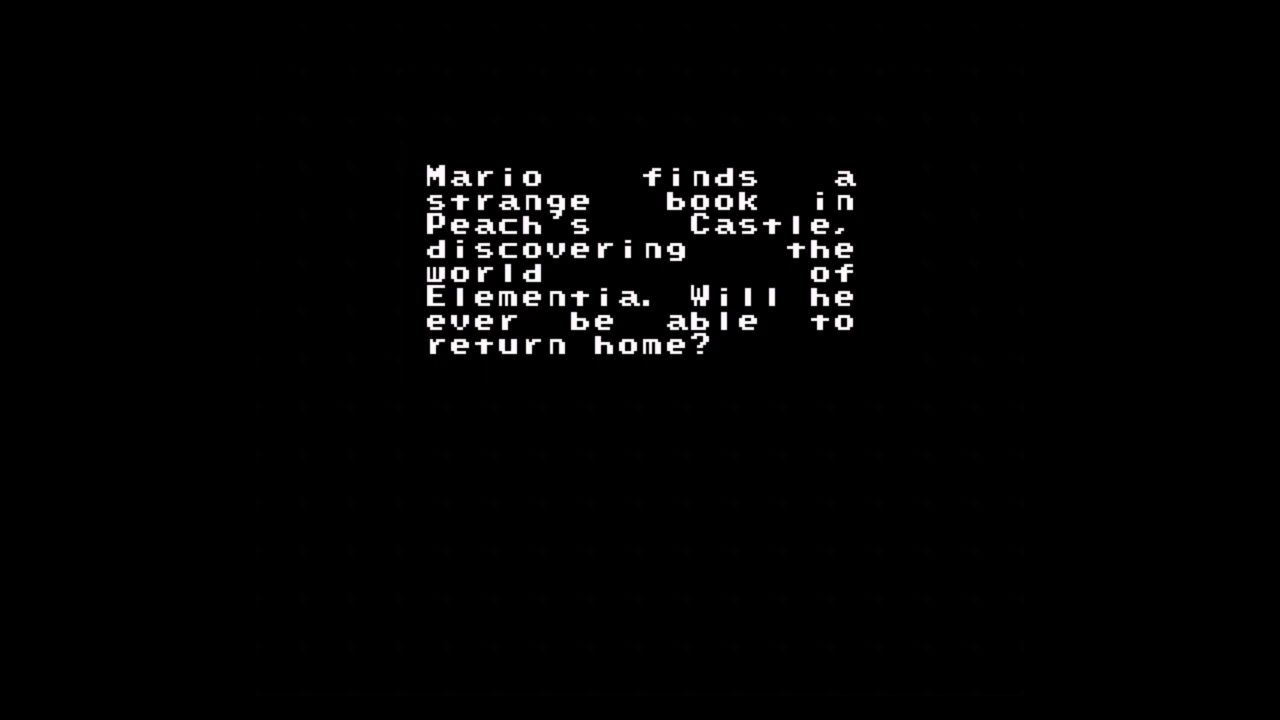 Mario finds a
strange book in
Peach's Castle,
discovering the
world of
Elementia. Will he
ever be able to
return home?